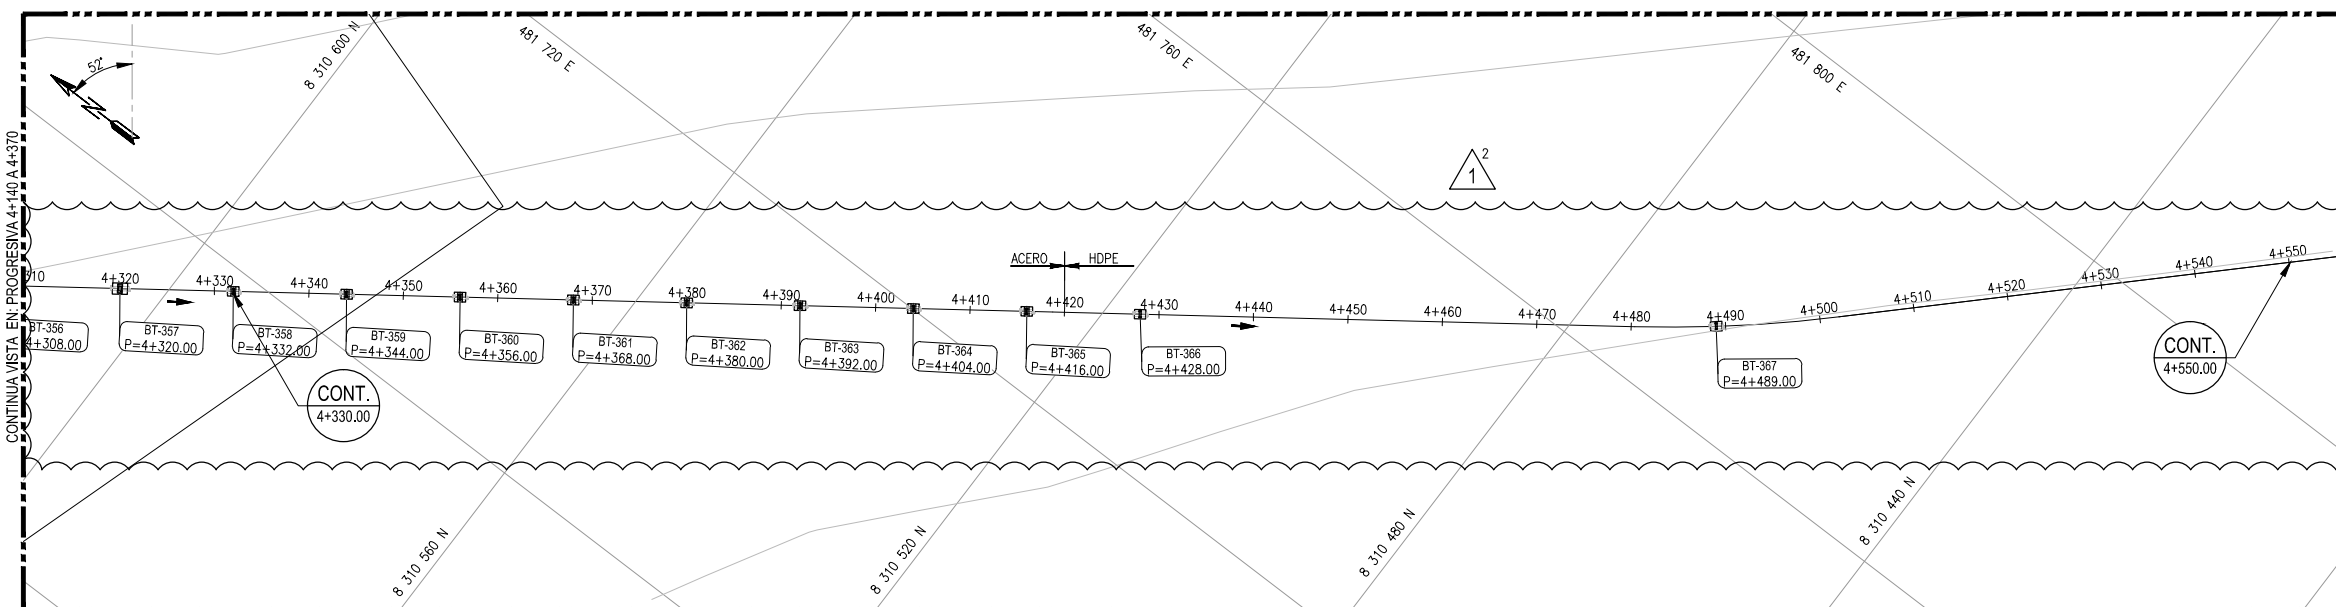 CONTINUA VISTA EN: PROGRESIVA 4+140 A 4+370
52°
N
8 310 600 N
481 720 E
481 760 E
481 800 E
2
1
ACERO
HDPE
4+320
4+330
4+340
4+350
4+360
4+370
4+380
4+390
4+400
4+410
4+420
4+430
4+440
4+450
4+460
4+470
4+480
4+490
4+500
4+510
4+520
4+530
4+540
4+550
BT-356
4+308.00
BT-357
P=4+320.00
BT-358
P=4+332.00
BT-359
P=4+344.00
BT-360
P=4+356.00
BT-361
P=4+368.00
BT-362
P=4+380.00
BT-363
P=4+392.00
BT-364
P=4+404.00
BT-365
P=4+416.00
BT-366
P=4+428.00
BT-367
P=4+489.00
CONT.
4+330.00
CONT.
4+550.00
8 310 560 N
8 310 520 N
8 310 480 N
8 310 440 N